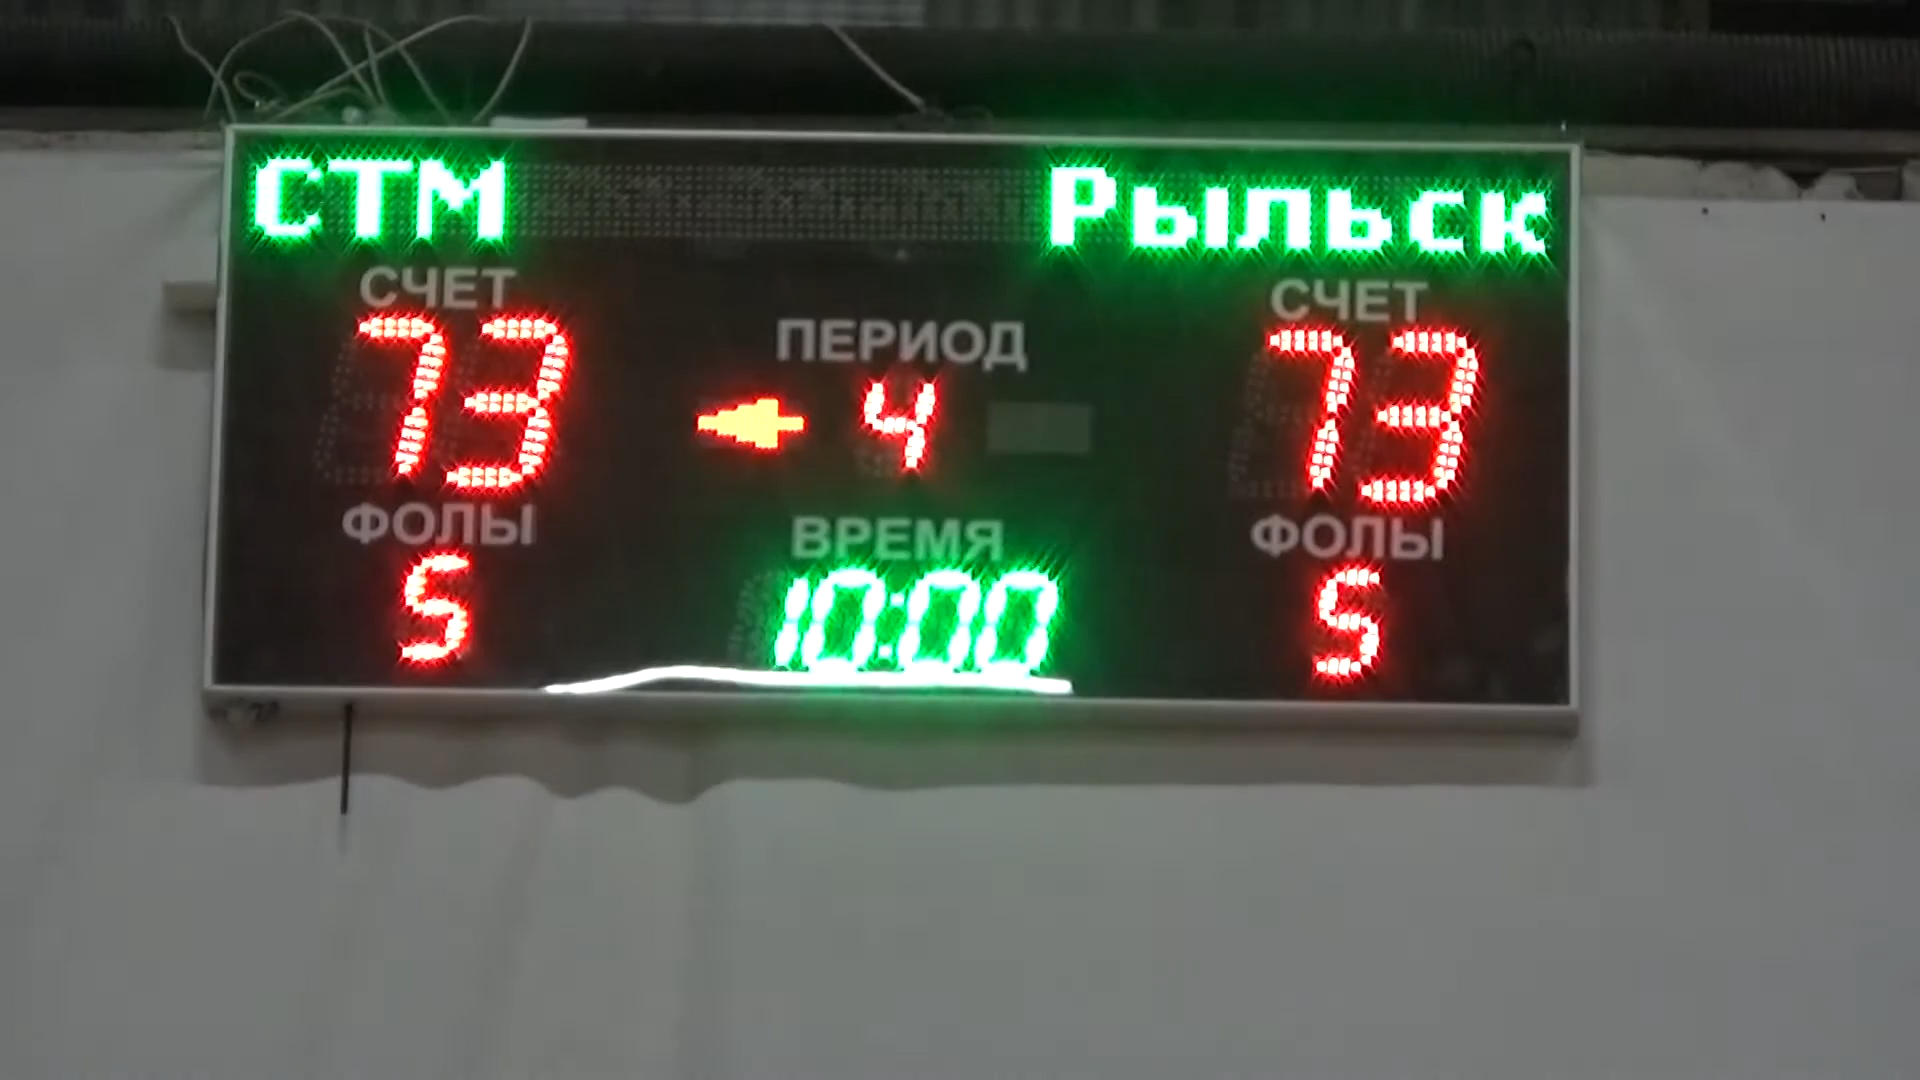 СТМ Рыльск
СЧЕТ СЧЕТ
73 ПЕРИОД 73
4
ФОЛЫ ВРЕМЯ ФОЛЫ
5 10:00 5